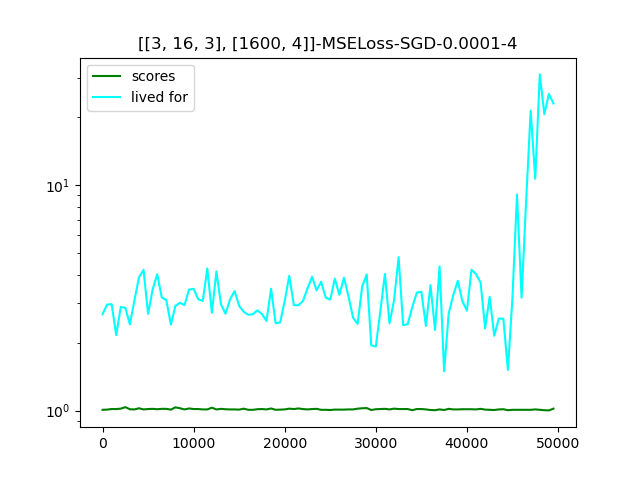 [[3, 16, 3], [1600, 4]]-MSELoss-SGD-0.0001-4
scores
lived for
10¹
10⁰
0 10000 20000 30000 40000 50000